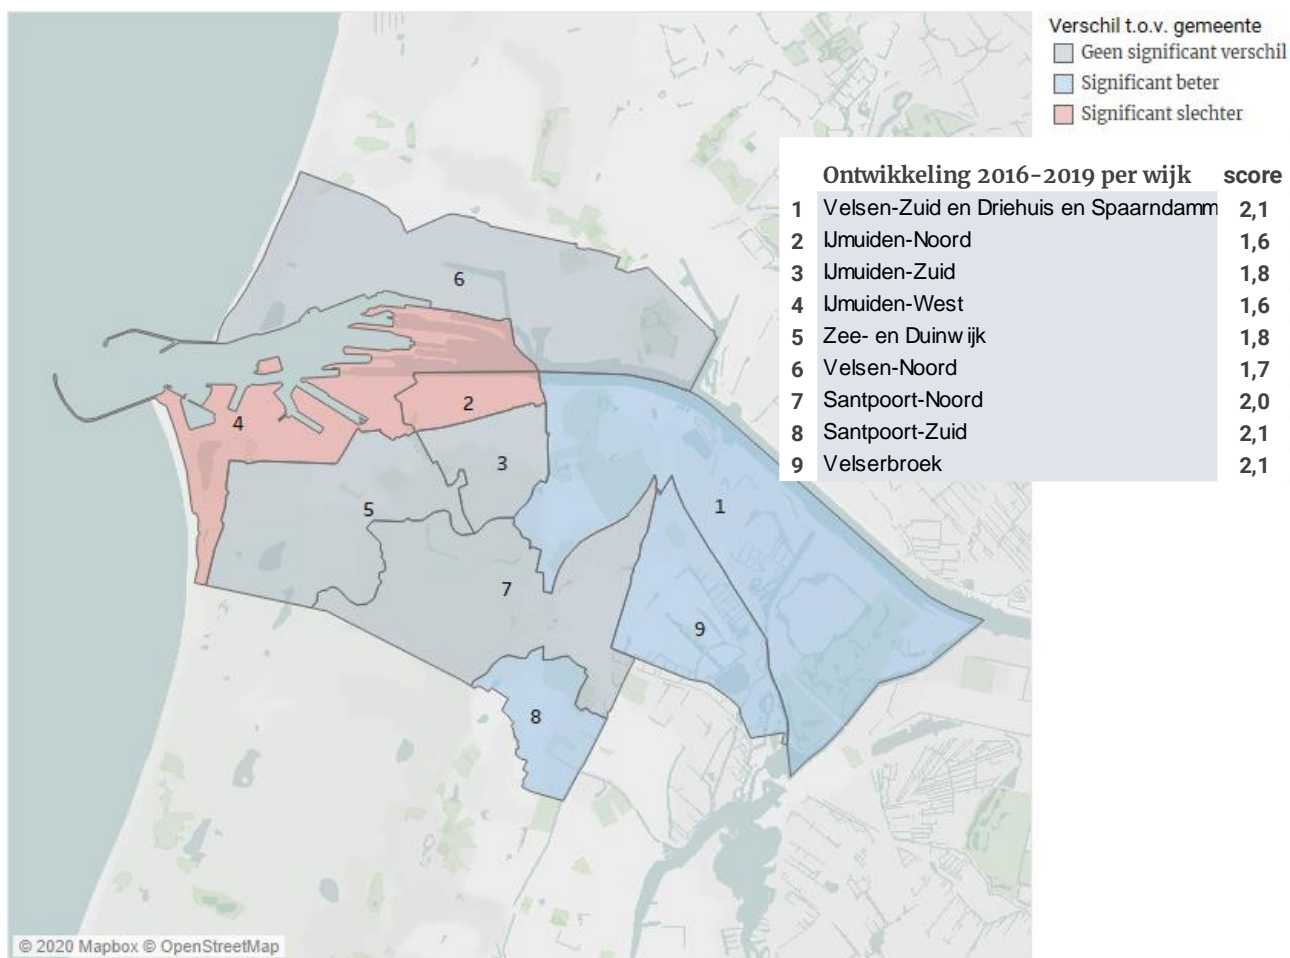 Verschil t.o.v. gemeente
Geen significant verschil
Significant beter
Significant slechter
Ontwikkeling 2016-2019 per wijk score
1 Velsen-Zuid en Driehuis en Spaarndamm 2,1
2 IJmuiden-Noord 1,6
3 IJmuiden-Zuid 1,8
4 IJmuiden-West 1,6
5 Zee- en Duinwijk 1,8
6 Velsen-Noord 1,7
7 Santpoort-Noord 2,0
8 Santpoort-Zuid 2,1
9 Velserbroek 2,1
6
2
4
3
1
5
7
9
8
© 2020 Mapbox © OpenStreetMap